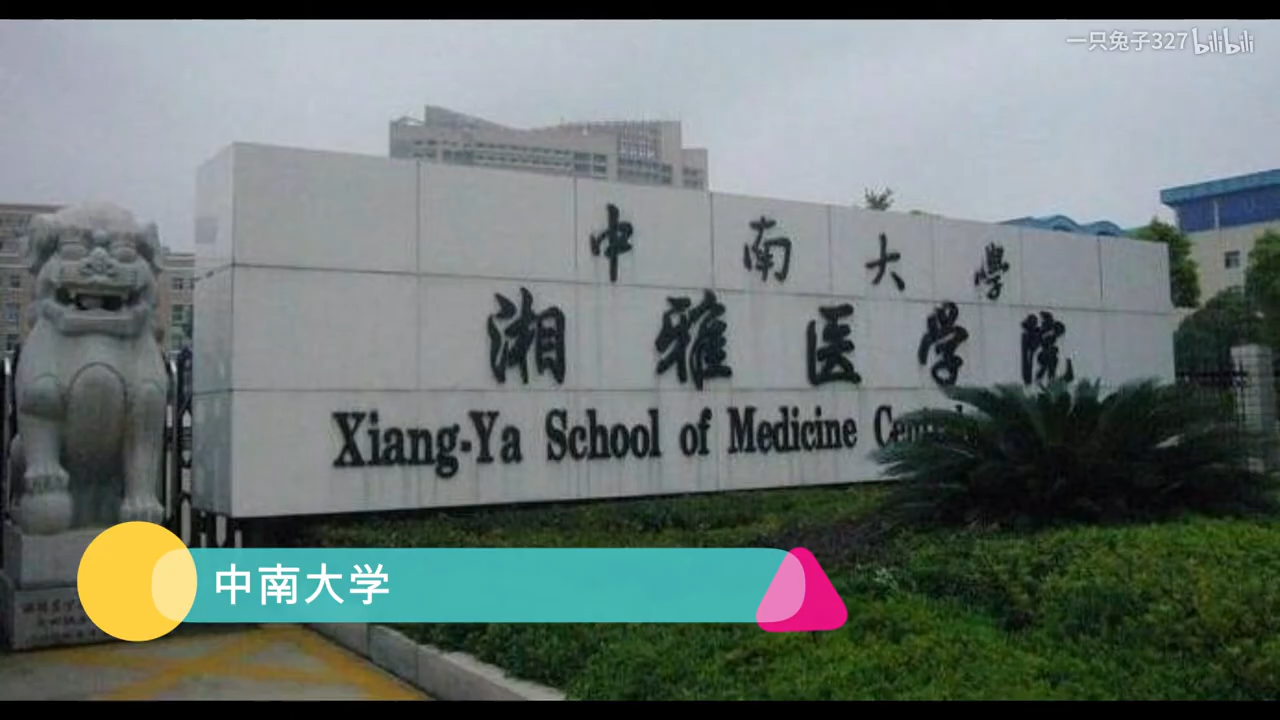 一只兔子327 bilibili
中南大學
湘雅医学院
Xiang-Ya School of Medicine
中南大学